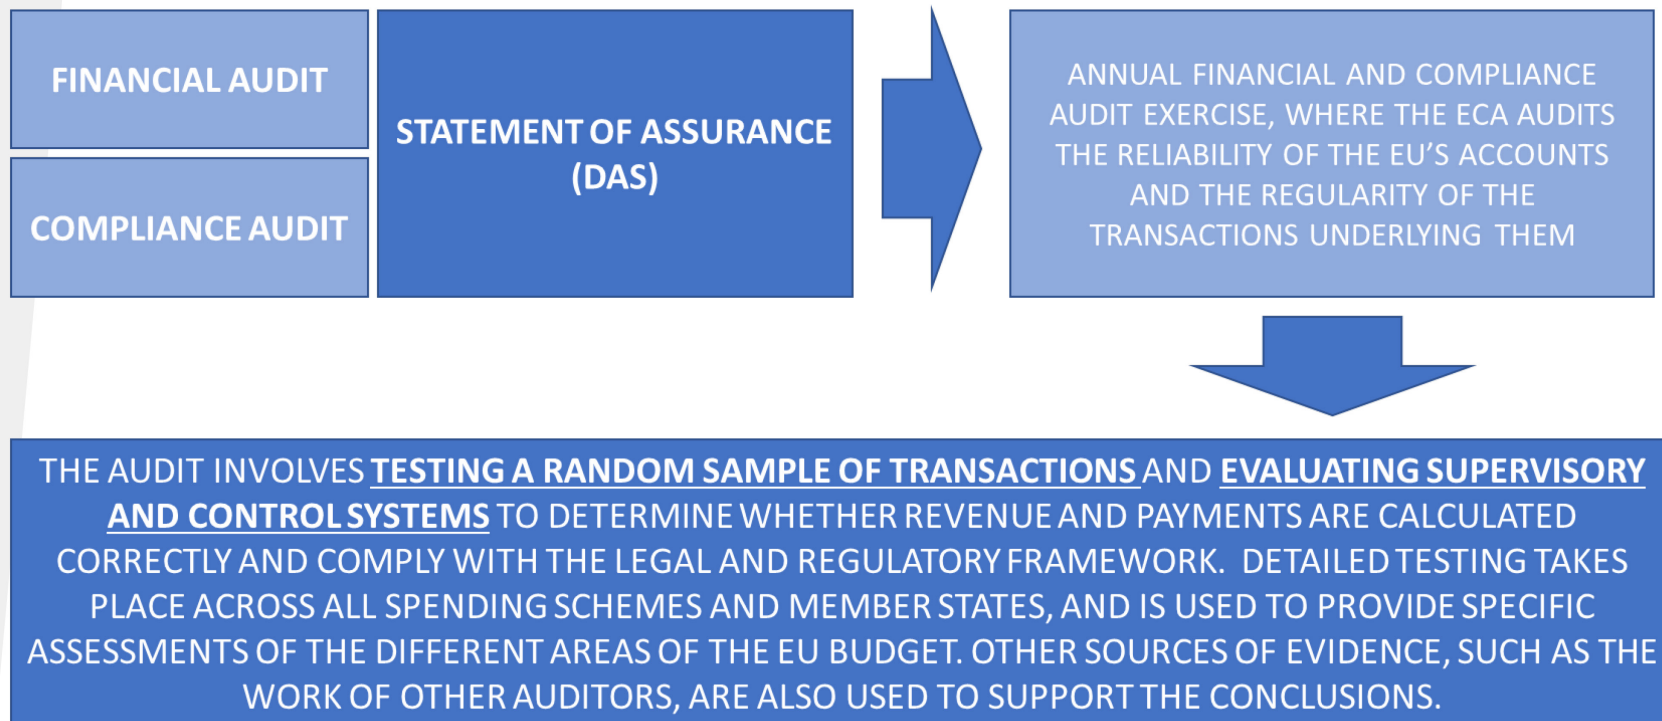 FINANCIAL AUDIT
COMPLIANCE AUDIT
STATEMENT OF ASSURANCE
(DAS)
ANNUAL FINANCIAL AND COMPLIANCE
AUDIT EXERCISE, WHERE THE ECA AUDITS
THE RELIABILITY OF THE EU’S ACCOUNTS
AND THE REGULARITY OF THE
TRANSACTIONS UNDERLYING THEM
THE AUDIT INVOLVES TESTING A RANDOM SAMPLE OF TRANSACTIONS AND EVALUATING SUPERVISORY
AND CONTROL SYSTEMS TO DETERMINE WHETHER REVENUE AND PAYMENTS ARE CALCULATED
CORRECTLY AND COMPLY WITH THE LEGAL AND REGULATORY FRAMEWORK. DETAILED TESTING TAKES
PLACE ACROSS ALL SPENDING SCHEMES AND MEMBER STATES, AND IS USED TO PROVIDE SPECIFIC
ASSESSMENTS OF THE DIFFERENT AREAS OF THE EU BUDGET. OTHER SOURCES OF EVIDENCE, SUCH AS THE
WORK OF OTHER AUDITORS, ARE ALSO USED TO SUPPORT THE CONCLUSIONS.